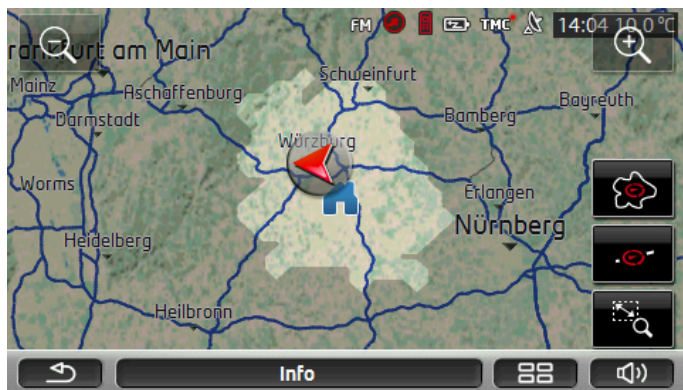 FM TMC 14:04 10.0 °C
Frankfurt am Main
Mainz
Schweinfurt
Aschaffenburg
Bayreuth
Darmstadt
Bamberg
Würzburg
Worms
Erlangen
Nürnberg
Heidelberg
Heilbronn
Info